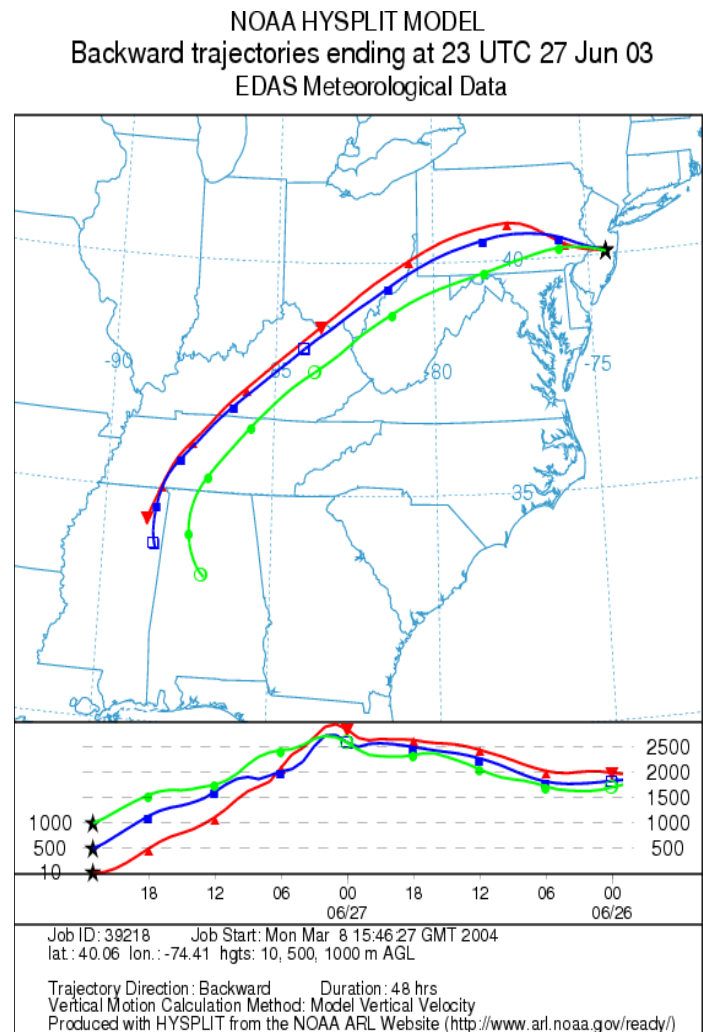 NOAA HYSPLIT MODEL
Backward trajectories ending at 23 UTC 27 Jun 03
EDAS Meteorological Data
40
-90
-85
-80
-75
35
2500
2000
1500
1000 1000
500 500
10
18 12 06 00 18 12 06 00
06/27 06/26
Job ID: 39218 Job Start: Mon Mar 8 15:46:27 GMT 2004
lat.: 40.06 lon.: -74.41 hgts: 10, 500, 1000 m AGL
Trajectory Direction: Backward Duration: 48 hrs
Vertical Motion Calculation Method: Model Vertical Velocity
Produced with HYSPLIT from the NOAA ARL Website (http://www.arl.noaa.gov/ready/)